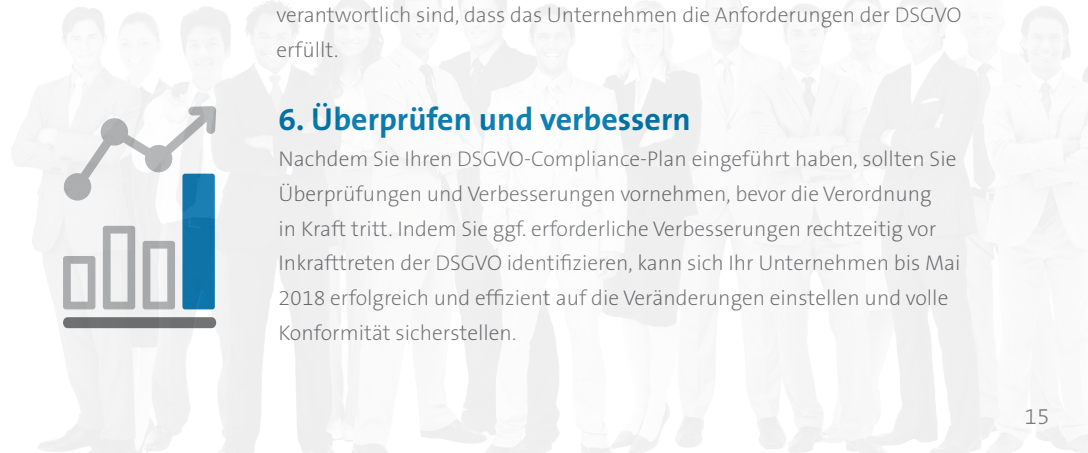 verantwortlich sind, dass das Unternehmen die Anforderungen der DSGVO
erfüllt.
6. Überprüfen und verbessern
Nachdem Sie Ihren DSGVO-Compliance-Plan eingeführt haben, sollten Sie
Überprüfungen und Verbesserungen vornehmen, bevor die Verordnung
in Kraft tritt. Indem Sie ggf. erforderliche Verbesserungen rechtzeitig vor
Inkrafttreten der DSGVO identifizieren, kann sich Ihr Unternehmen bis Mai
2018 erfolgreich und effizient auf die Veränderungen einstellen und volle
Konformität sicherstellen.
15